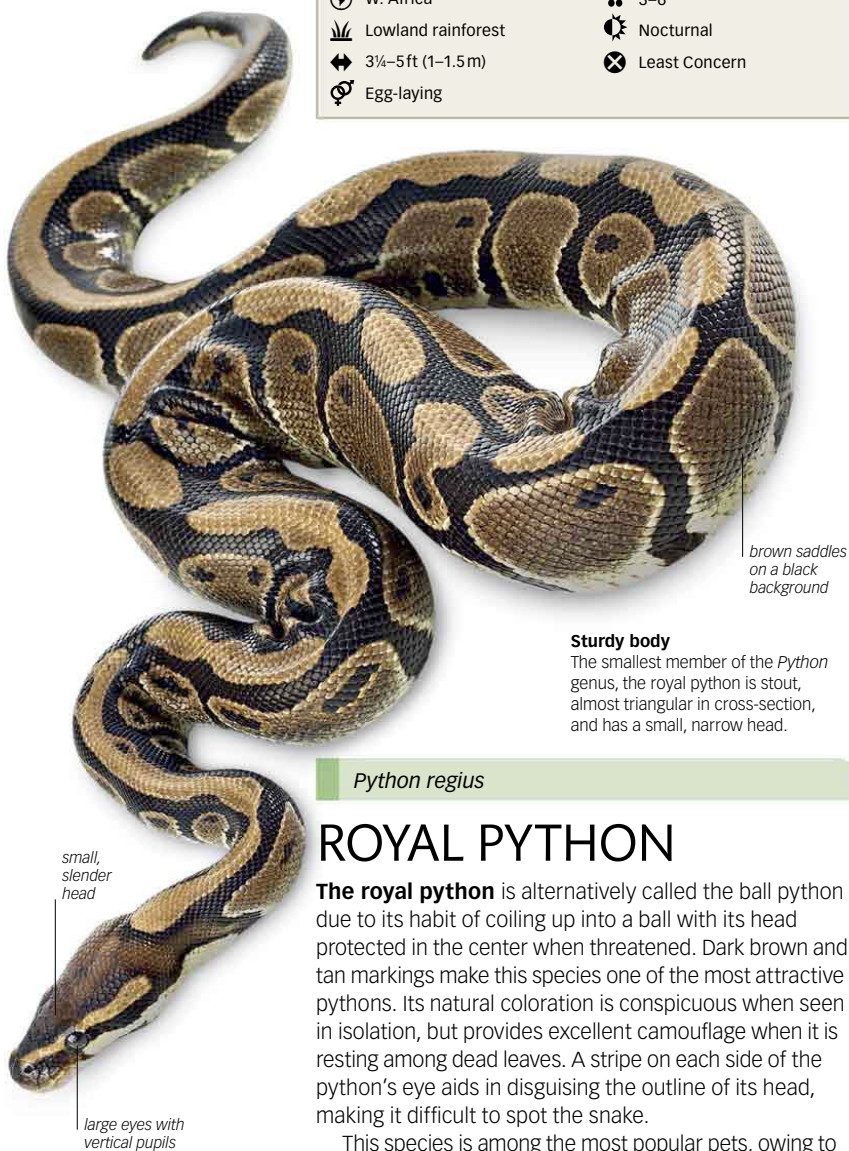 W. Africa
Lowland rainforest
3¼–5 ft (1–1.5 m)
Egg-laying
3–8
Nocturnal
Least Concern
brown saddles
on a black
background
Sturdy body
The smallest member of the Python
genus, the royal python is stout,
almost triangular in cross-section,
and has a small, narrow head.
Python regius
ROYAL PYTHON
small,
slender
head
The royal python is alternatively called the ball python
due to its habit of coiling up into a ball with its head
protected in the center when threatened. Dark brown and
tan markings make this species one of the most attractive
pythons. Its natural coloration is conspicuous when seen
in isolation, but provides excellent camouflage when it is
resting among dead leaves. A stripe on each side of the
python’s eye aids in disguising the outline of its head,
making it difficult to spot the snake.
This species is among the most popular pets, owing to
large eyes with
vertical pupils